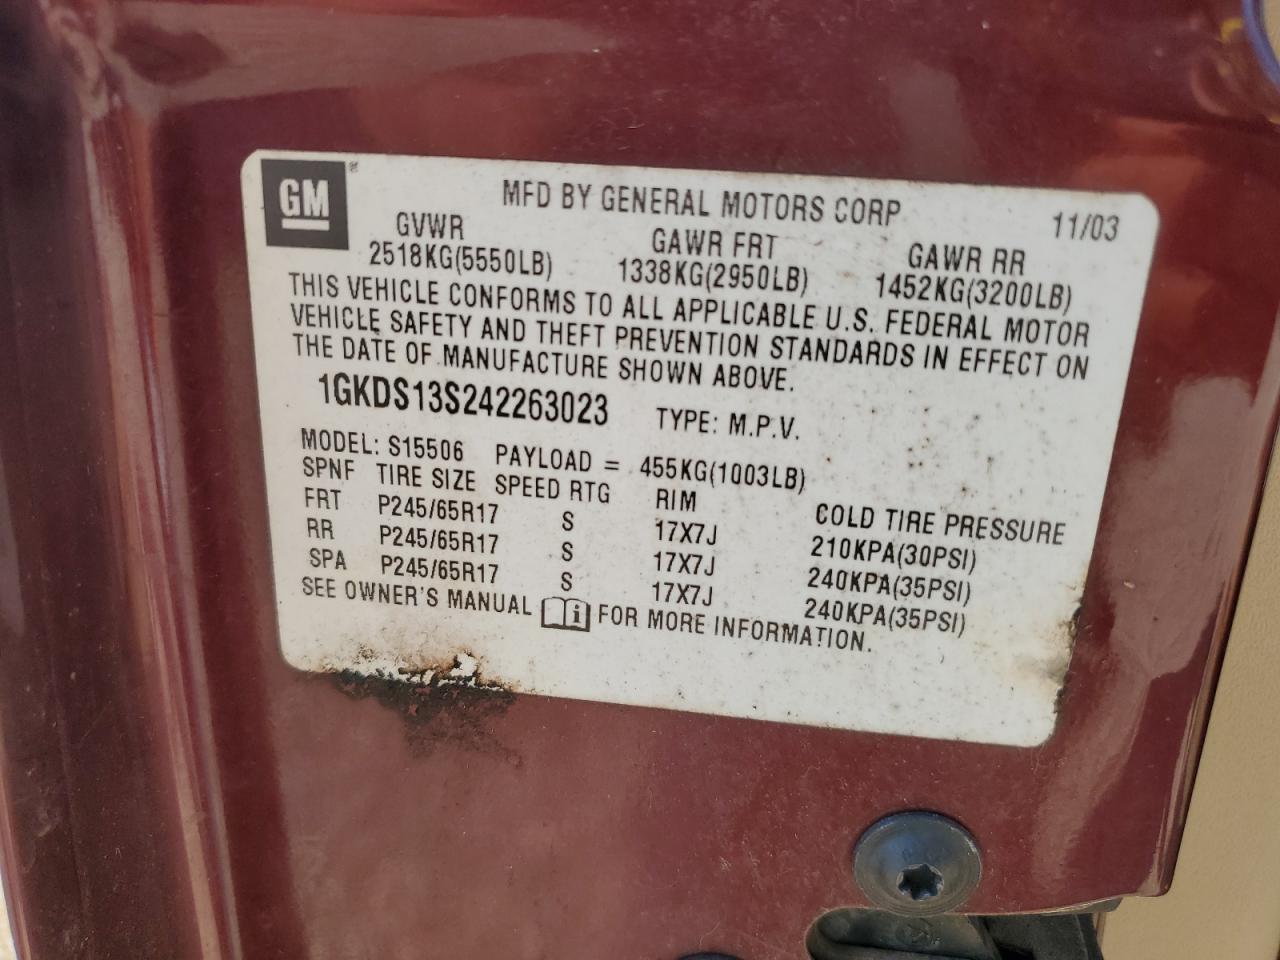 GM ®
MFD BY GENERAL MOTORS CORP 11/03
GVWR GAWR FRT GAWR RR
2518KG(5550LB) 1338KG(2950LB) 1452KG(3200LB)
THIS VEHICLE CONFORMS TO ALL APPLICABLE U.S. FEDERAL MOTOR
VEHICLE SAFETY AND THEFT PREVENTION STANDARDS IN EFFECT ON
THE DATE OF MANUFACTURE SHOWN ABOVE.
1GKDS13S242263023 TYPE: M.P.V.
MODEL: S15506 PAYLOAD = 455KG(1003LB)
SPNF TIRE SIZE SPEED RTG RIM COLD TIRE PRESSURE
FRT P245/65R17 S 17X7J 210KPA(30PSI)
RR P245/65R17 S 17X7J 240KPA(35PSI)
SPA P245/65R17 S 17X7J 240KPA(35PSI)
SEE OWNER'S MANUAL i FOR MORE INFORMATION.